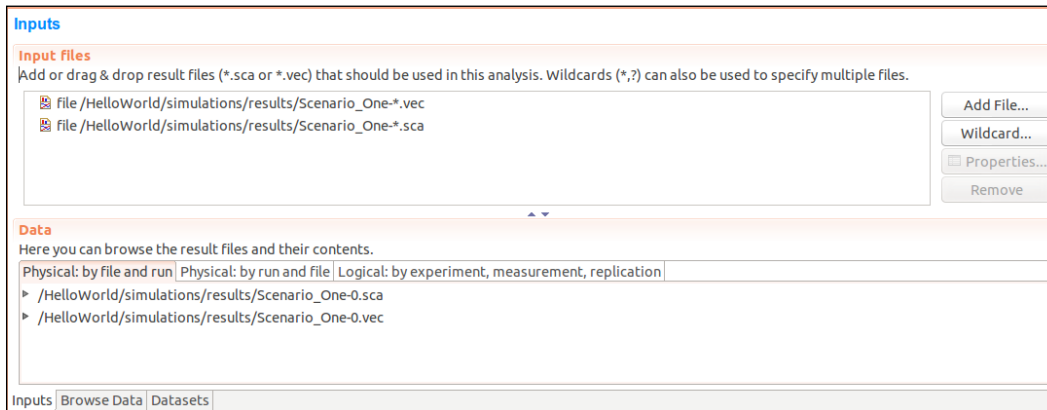 Inputs
Input files
Add or drag & drop result files (*.sca or *.vec) that should be used in this analysis. Wildcards (*,?) can also be used to specify multiple files.
file /HelloWorld/simulations/results/Scenario_One-*.vec
file /HelloWorld/simulations/results/Scenario_One-*.sca
Add File...
Wildcard...
Properties...
Remove
Data
Here you can browse the result files and their contents.
Physical: by file and run Physical: by run and file Logical: by experiment, measurement, replication
/HelloWorld/simulations/results/Scenario_One-0.sca
/HelloWorld/simulations/results/Scenario_One-0.vec
Inputs Browse Data Datasets